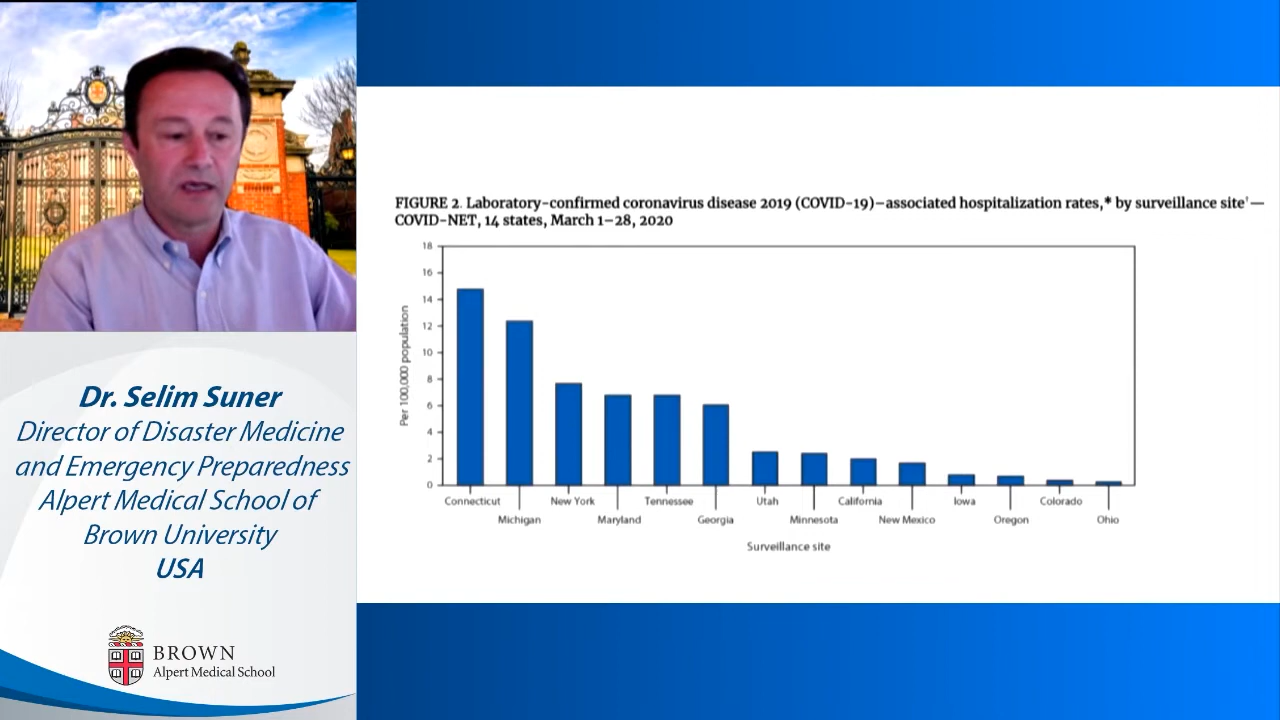 Dr. Selim Suner
Director of Disaster Medicine
and Emergency Preparedness
Alpert Medical School of
Brown University
USA
BROWN
Alpert Medical School
FIGURE 2. Laboratory-confirmed coronavirus disease 2019 (COVID-19)–associated hospitalization rates,* by surveillance site†—
COVID-NET, 14 states, March 1–28, 2020
Per 100,000 population
18
16
14
12
10
8
6
4
2
0
Connecticut
Michigan
New York
Maryland
Tennessee
Georgia
Utah
Minnesota
California
New Mexico
Iowa
Oregon
Colorado
Ohio
Surveillance site